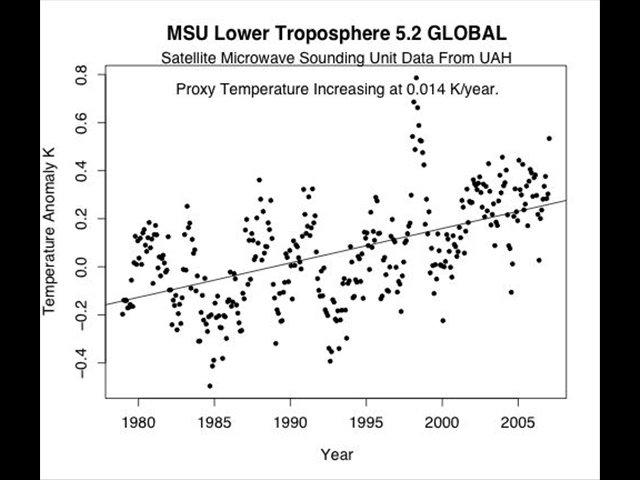 MSU Lower Troposphere 5.2 GLOBAL
Satellite Microwave Sounding Unit Data From UAH
Proxy Temperature Increasing at 0.014 K/year.
Temperature Anomaly K
0.8
0.6
0.4
0.2
0.0
−0.2
−0.4
1980 1985 1990 1995 2000 2005
Year